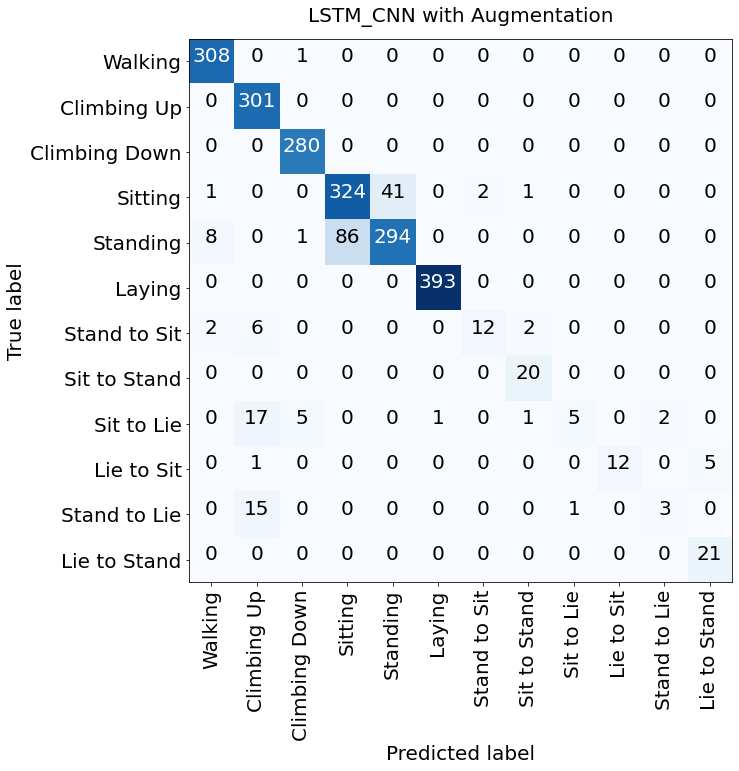 LSTM_CNN with Augmentation
Walking 308 0 1 0 0 0 0 0 0 0 0 0
Climbing Up 0 301 0 0 0 0 0 0 0 0 0 0
Climbing Down 0 0 280 0 0 0 0 0 0 0 0 0
Sitting 1 0 0 324 41 0 2 1 0 0 0 0
Standing 8 0 1 86 294 0 0 0 0 0 0 0
Laying 0 0 0 0 0 393 0 0 0 0 0 0
Stand to Sit 2 6 0 0 0 0 12 2 0 0 0 0
Sit to Stand 0 0 0 0 0 0 0 20 0 0 0 0
Sit to Lie 0 17 5 0 0 1 0 1 5 0 2 0
Lie to Sit 0 1 0 0 0 0 0 0 0 12 0 5
Stand to Lie 0 15 0 0 0 0 0 0 1 0 3 0
Lie to Stand 0 0 0 0 0 0 0 0 0 0 0 21
True label
Walking
Climbing Up
Climbing Down
Sitting
Standing
Laying
Stand to Sit
Sit to Stand
Sit to Lie
Lie to Sit
Stand to Lie
Lie to Stand
Predicted label